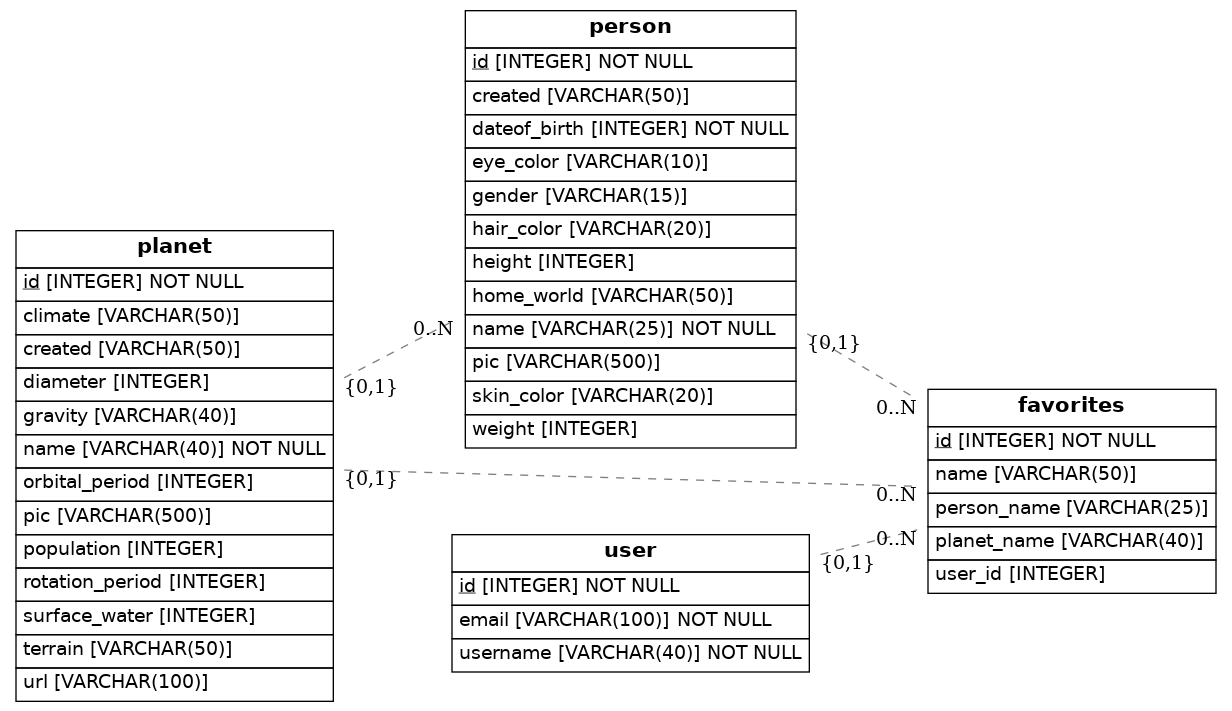 person
id [INTEGER] NOT NULL
created [VARCHAR(50)]
dateof_birth [INTEGER] NOT NULL
eye_color [VARCHAR(10)]
gender [VARCHAR(15)]
hair_color [VARCHAR(20)]
height [INTEGER]
home_world [VARCHAR(50)]
name [VARCHAR(25)] NOT NULL
pic [VARCHAR(500)]
skin_color [VARCHAR(20)]
weight [INTEGER]
planet
id [INTEGER] NOT NULL
climate [VARCHAR(50)]
created [VARCHAR(50)]
diameter [INTEGER]
gravity [VARCHAR(40)]
name [VARCHAR(40)] NOT NULL
orbital_period [INTEGER]
pic [VARCHAR(500)]
population [INTEGER]
rotation_period [INTEGER]
surface_water [INTEGER]
terrain [VARCHAR(50)]
url [VARCHAR(100)]
0..N
{0,1}
{0,1}
0..N
{0,1}
0..N
{0,1}
0..N
favorites
id [INTEGER] NOT NULL
name [VARCHAR(50)]
person_name [VARCHAR(25)]
planet_name [VARCHAR(40)]
user_id [INTEGER]
user
id [INTEGER] NOT NULL
email [VARCHAR(100)] NOT NULL
username [VARCHAR(40)] NOT NULL